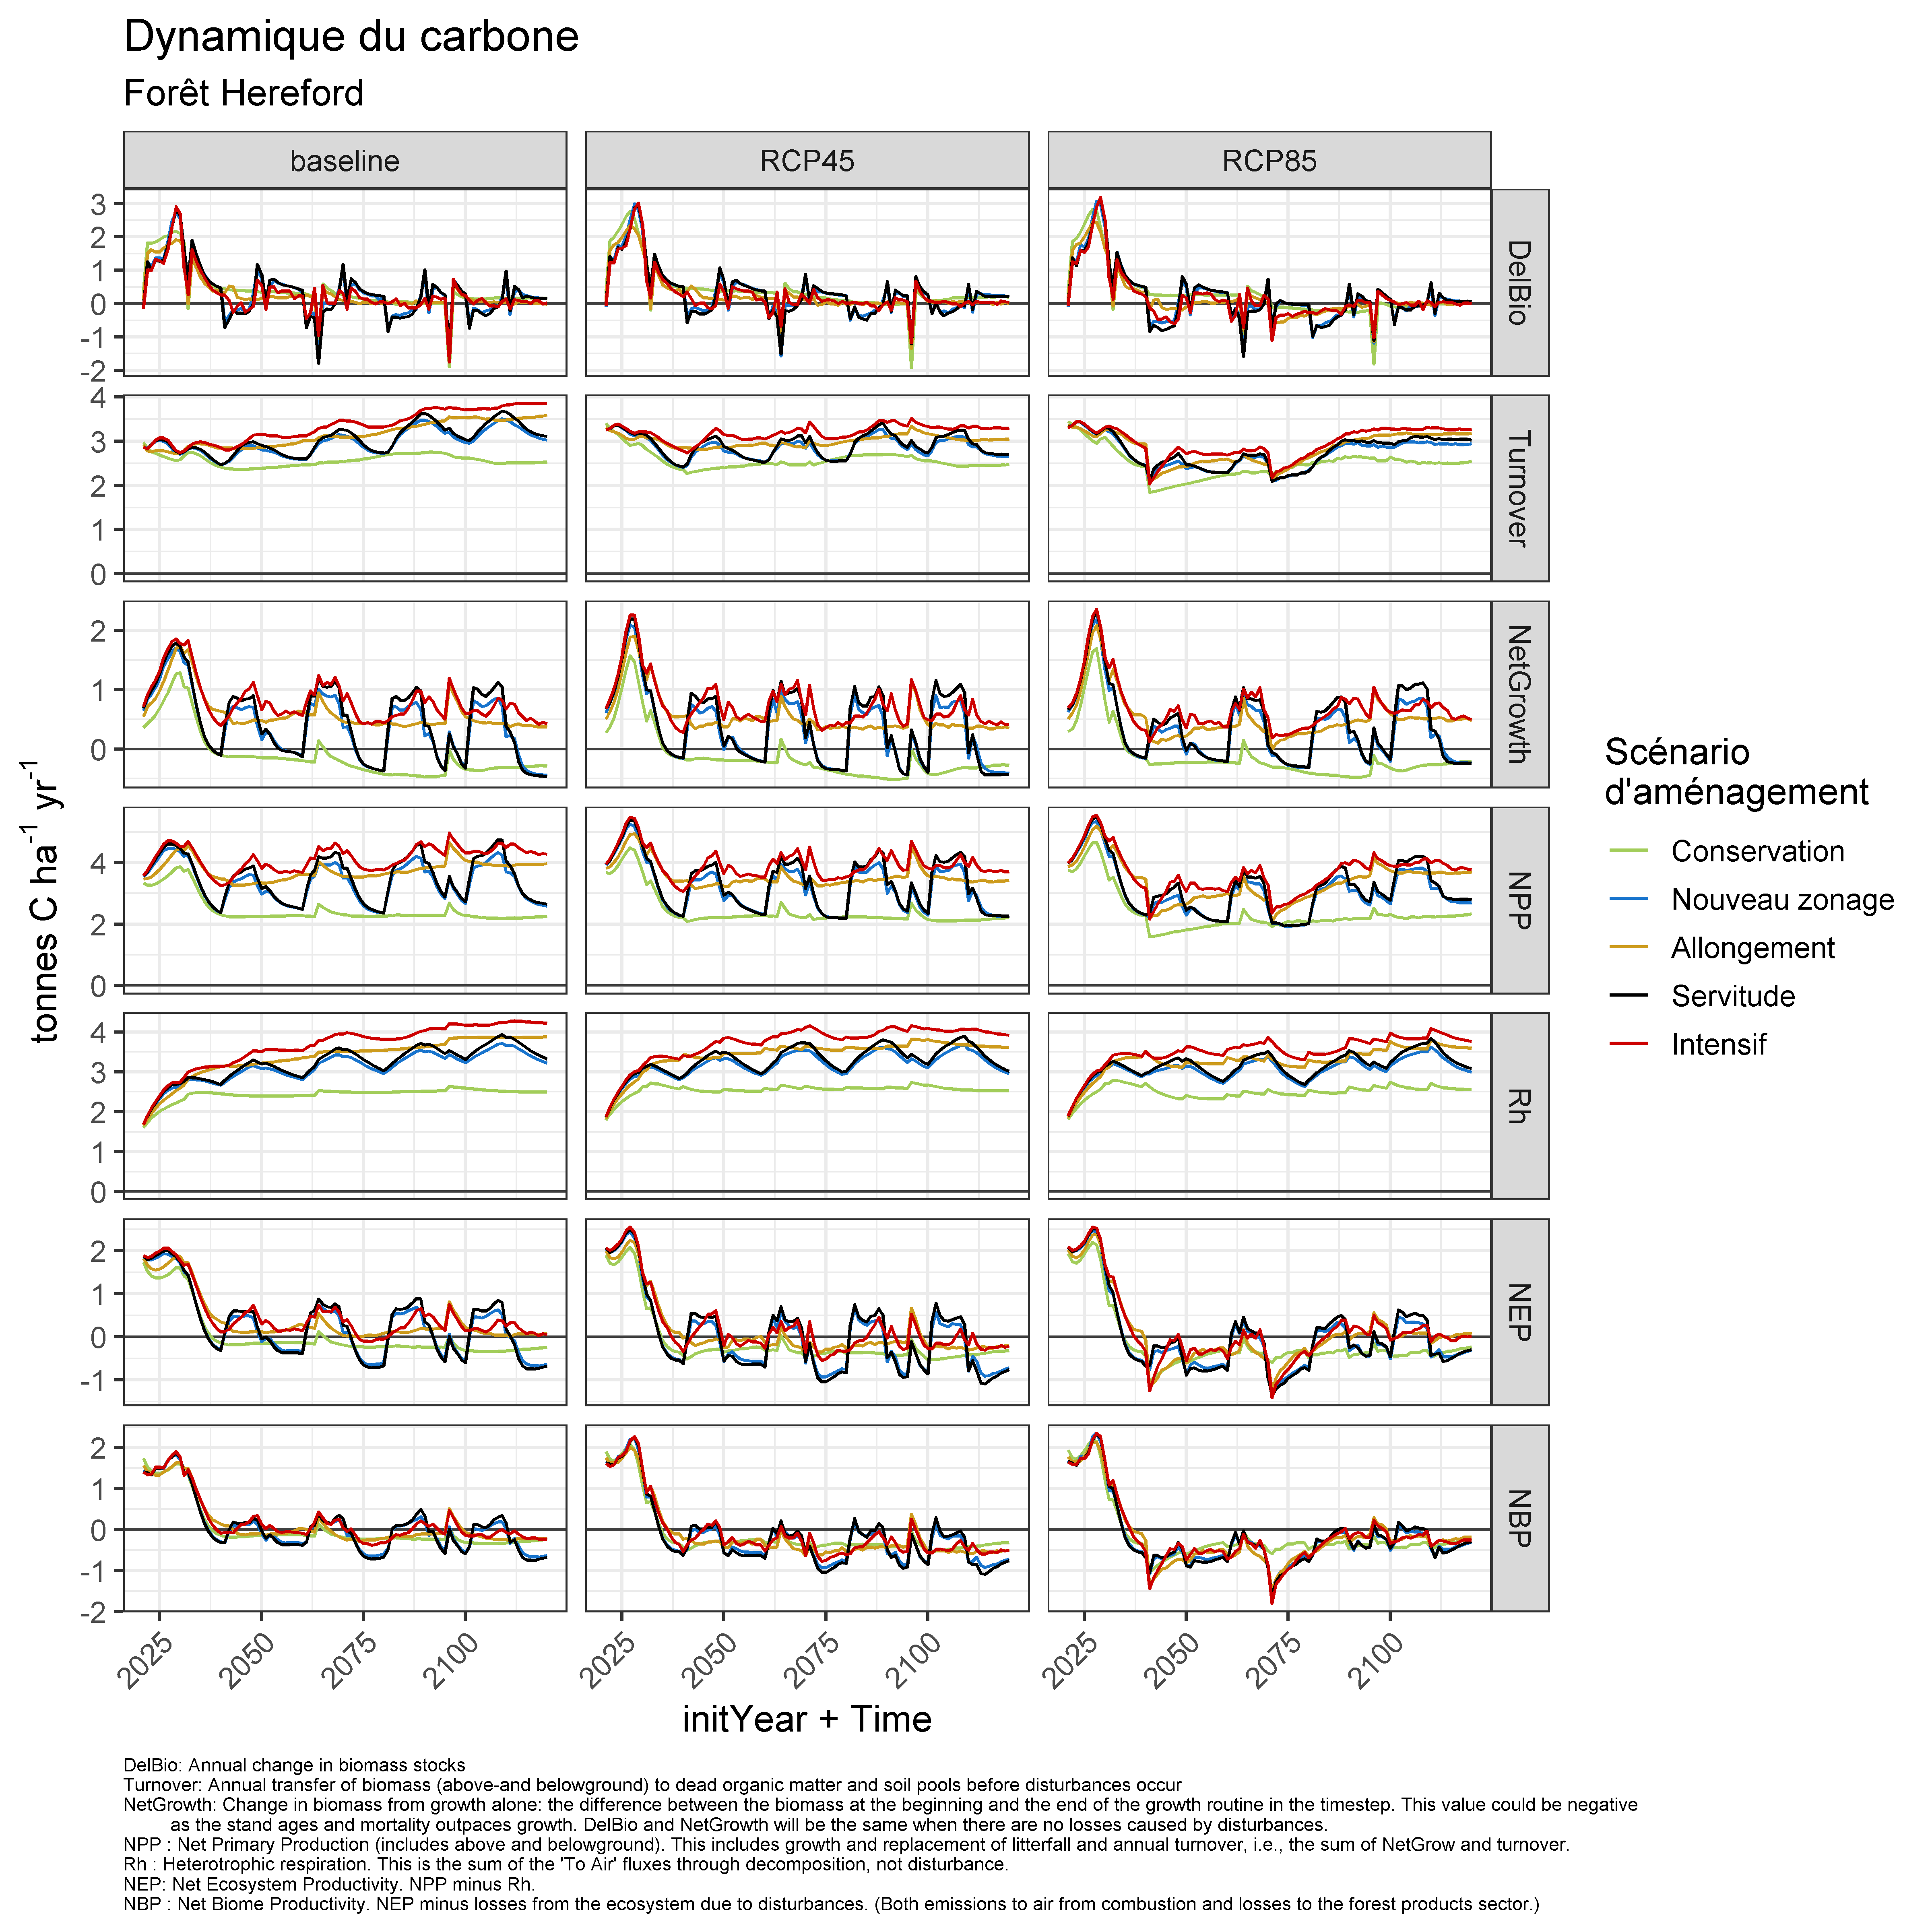 Dynamique du carbone
Forêt Hereford
baseline
RCP45
RCP85
3
2
1
0
-1
-2
DelBio
4
3
2
1
0
Turnover
2
1
0
NetGrowth
4
2
0
NPP
4
3
2
1
0
Rh
2
1
0
-1
NEP
2
1
0
-1
-2
NBP
tonnes C ha-1 yr-1
2025
2050
2075
2100
2025
2050
2075
2100
2025
2050
2075
2100
initYear + Time
Scénario
d'aménagement
Conservation
Nouveau zonage
Allongement
Servitude
Intensif
DelBio: Annual change in biomass stocks
Turnover: Annual transfer of biomass (above-and belowground) to dead organic matter and soil pools before disturbances occur
NetGrowth: Change in biomass from growth alone: the difference between the biomass at the beginning and the end of the growth routine in the timestep. This value could be negative
as the stand ages and mortality outpaces growth. DelBio and NetGrowth will be the same when there are no losses caused by disturbances.
NPP : Net Primary Production (includes above and belowground). This includes growth and replacement of litterfall and annual turnover, i.e., the sum of NetGrow and turnover.
Rh : Heterotrophic respiration. This is the sum of the 'To Air' fluxes through decomposition, not disturbance.
NEP: Net Ecosystem Productivity. NPP minus Rh.
NBP : Net Biome Productivity. NEP minus losses from the ecosystem due to disturbances. (Both emissions to air from combustion and losses to the forest products sector.)